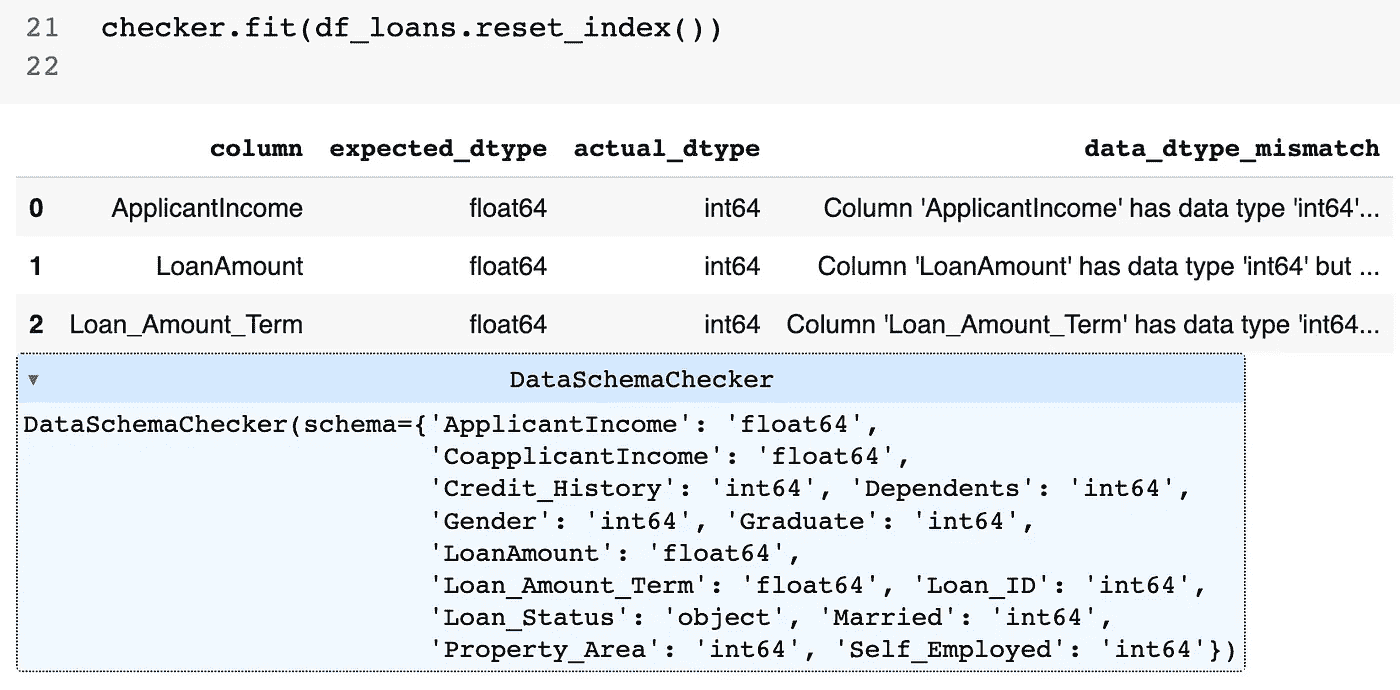 21 checker.fit(df_loans.reset_index())
22
column expected_dtype actual_dtype data_dtype_mismatch
0 ApplicantIncome float64 int64 Column 'ApplicantIncome' has data type 'int64'...
1 LoanAmount float64 int64 Column 'LoanAmount' has data type 'int64' but ...
2 Loan_Amount_Term float64 int64 Column 'Loan_Amount_Term' has data type 'int64...
▼ DataSchemaChecker
DataSchemaChecker(schema={'ApplicantIncome': 'float64',
'CoapplicantIncome': 'float64',
'Credit_History': 'int64', 'Dependents': 'int64',
'Gender': 'int64', 'Graduate': 'int64',
'LoanAmount': 'float64',
'Loan_Amount_Term': 'float64', 'Loan_ID': 'int64',
'Loan_Status': 'object', 'Married': 'int64',
'Property_Area': 'int64', 'Self_Employed': 'int64'})